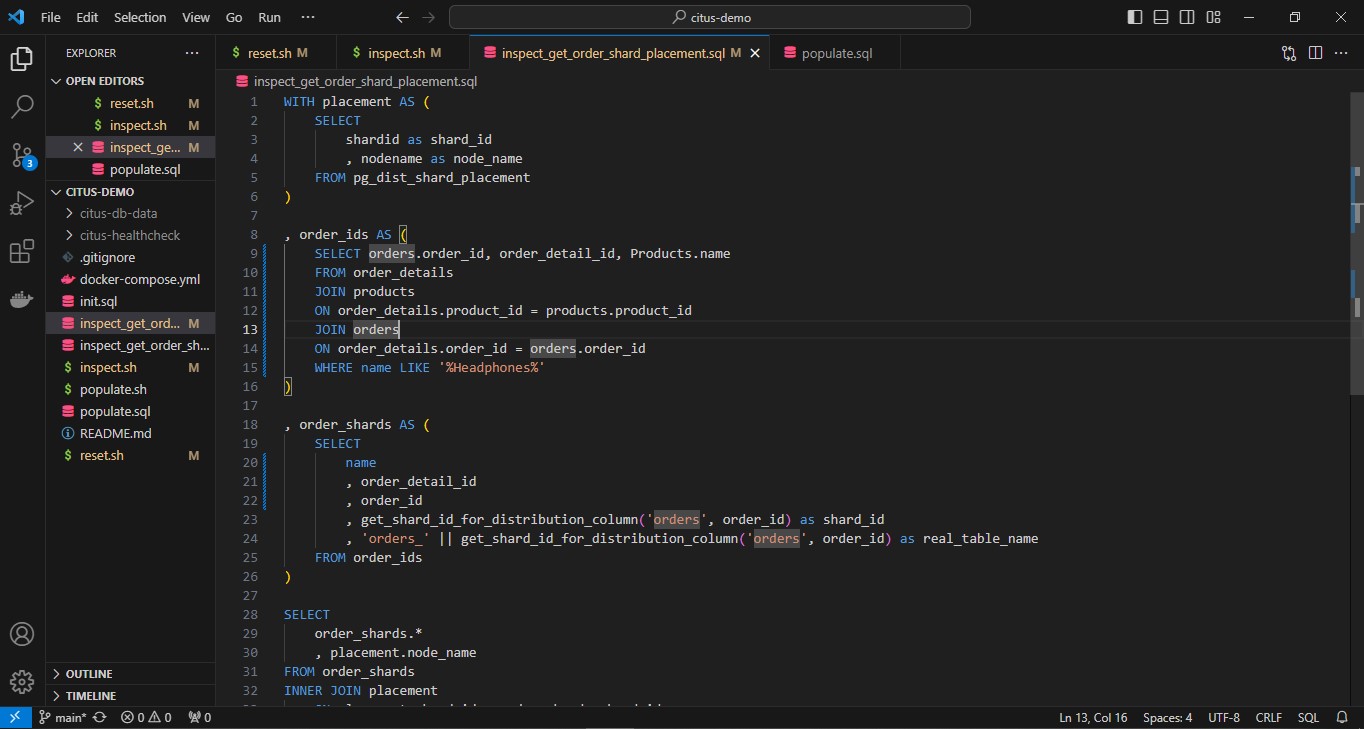 File Edit Selection View Go Run ··· citus-demo
EXPLORER ···
OPEN EDITORS
$ reset.sh M
$ inspect.sh M
inspect_ge... M
populate.sql
CITUS-DEMO
citus-db-data
citus-healthcheck
.gitignore
docker-compose.yml
init.sql
inspect_get_ord... M
inspect_get_order_sh...
$ inspect.sh M
$ populate.sh
populate.sql
README.md
$ reset.sh M
OUTLINE
TIMELINE
3
$ reset.sh M $ inspect.sh M inspect_get_order_shard_placement.sql M populate.sql
inspect_get_order_shard_placement.sql
1 WITH placement AS (
2 SELECT
3 shardid as shard_id
4 , nodename as node_name
5 FROM pg_dist_shard_placement
6 )
7
8 , order_ids AS (
9 SELECT orders.order_id, order_detail_id, Products.name
10 FROM order_details
11 JOIN products
12 ON order_details.product_id = products.product_id
13 JOIN orders
14 ON order_details.order_id = orders.order_id
15 WHERE name LIKE '%Headphones%'
16 )
17
18 , order_shards AS (
19 SELECT
20 name
21 , order_detail_id
22 , order_id
23 , get_shard_id_for_distribution_column('orders', order_id) as shard_id
24 , 'orders_' || get_shard_id_for_distribution_column('orders', order_id) as real_table_name
25 FROM order_ids
26 )
27
28 SELECT
29 order_shards.*
30 , placement.node_name
31 FROM order_shards
32 INNER JOIN placement
main* 0 0 0 Ln 13, Col 16 Spaces: 4 UTF-8 CRLF SQL